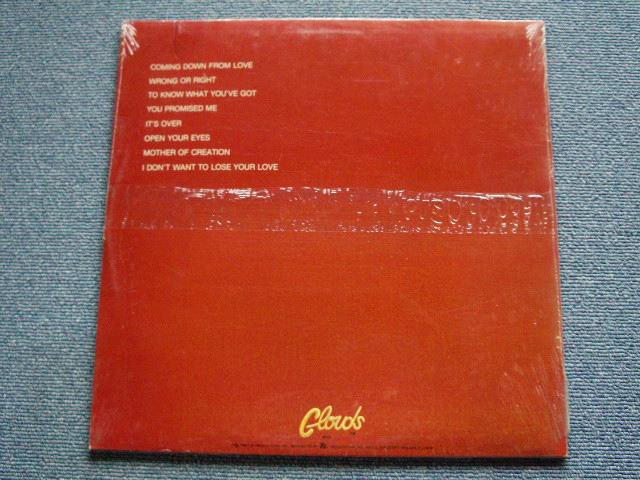 COMING DOWN FROM LOVE
WRONG OR RIGHT
TO KNOW WHAT YOU'VE GOT
YOU PROMISED ME
IT'S OVER
OPEN YOUR EYES
MOTHER OF CREATION
I DON'T WANT TO LOSE YOUR LOVE
Clouds